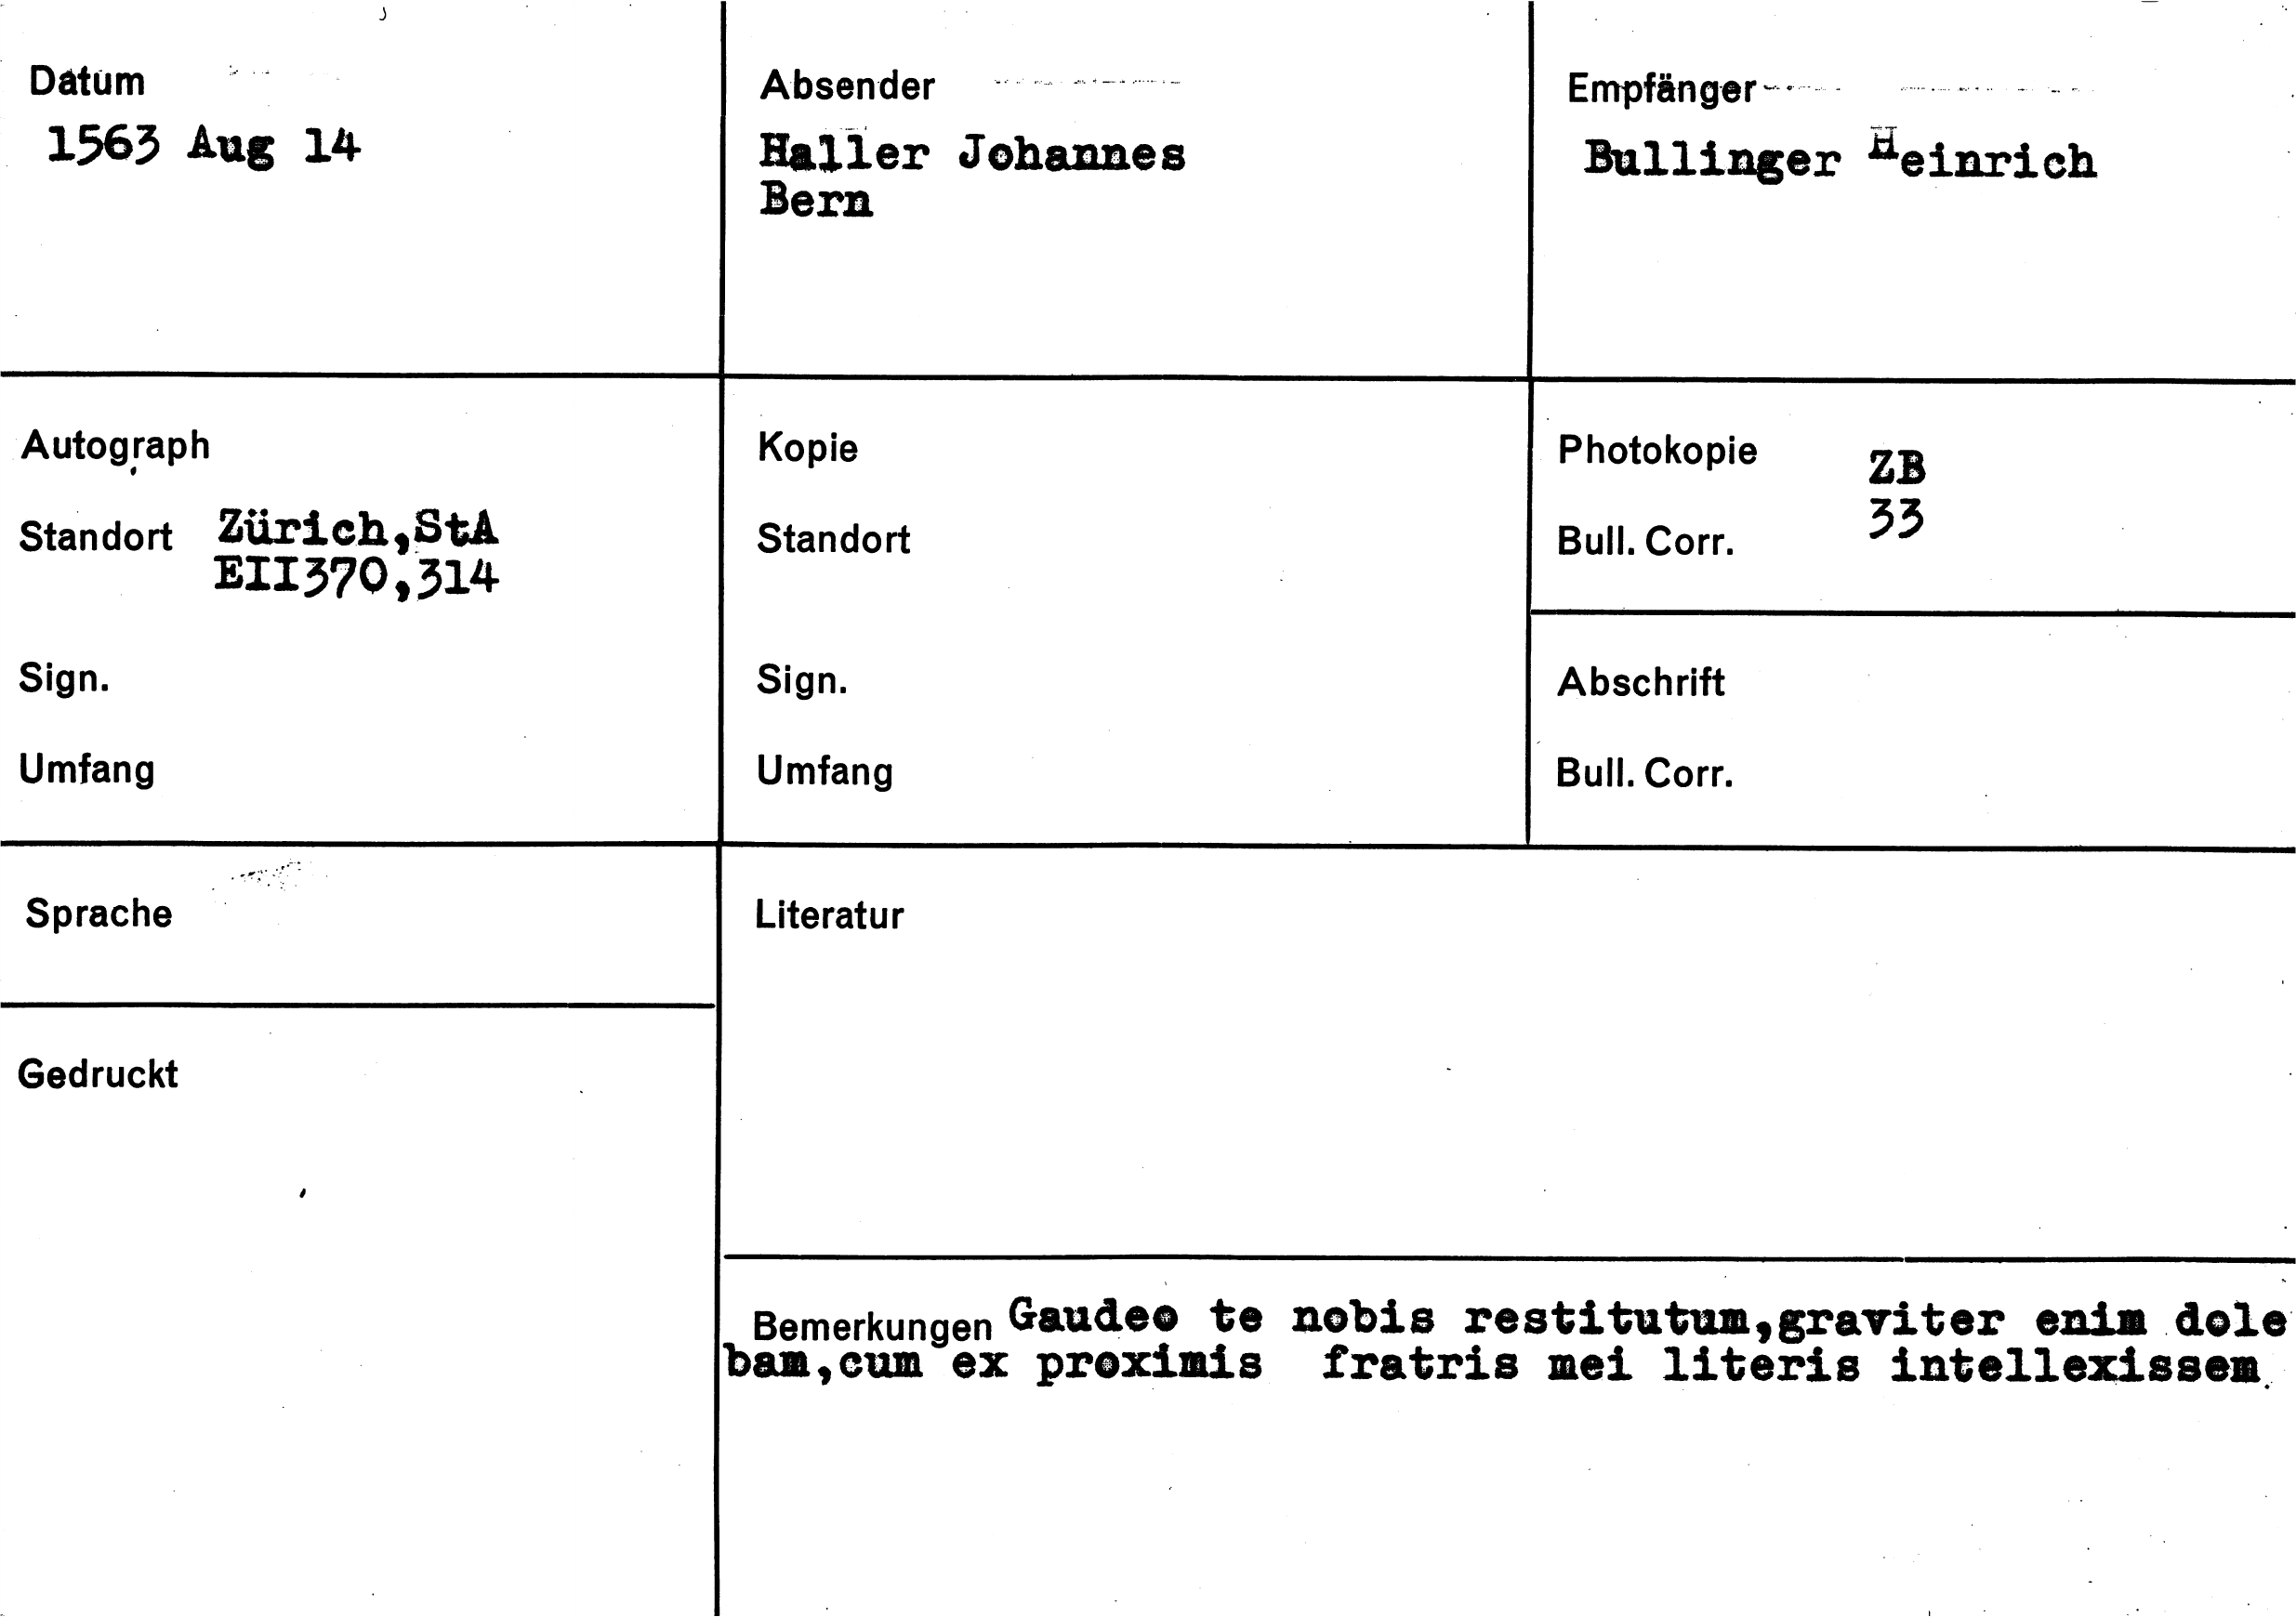 Datum
1563 Aug 14
Absender
Haller Johannes
Bern
Empfänger
Bullinger Heinrich
Autograph
Standort Zürich,StA
EII370,314
Sign.
Umfang
Kopie
Standort
Sign.
Umfang
Photokopie ZB
Bull. Corr. 33
Abschrift
Bull. Corr.
Sprache
Gedruckt
Literatur
Bemerkungen Gaudeo te nobis restitutum,graviter enim dole
bam,cum ex proximis fratris mei literis intellexissem.